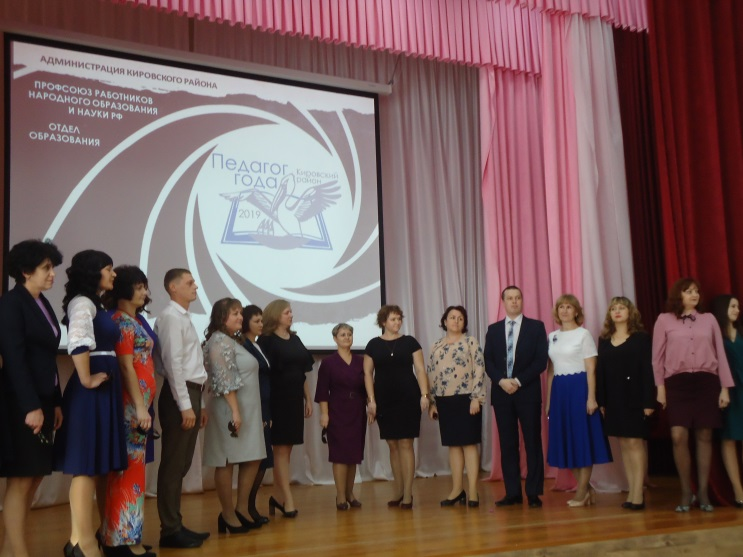 АДМИНИСТРАЦИЯ КИРОВСКОГО РАЙОНА
ПРОФСОЮЗ РАБОТНИКОВ
НАРОДНОГО ОБРАЗОВАНИЯ
И НАУКИ РФ
ОТДЕЛ
ОБРАЗОВАНИЯ
Педагог
года
Кировский
район
2019